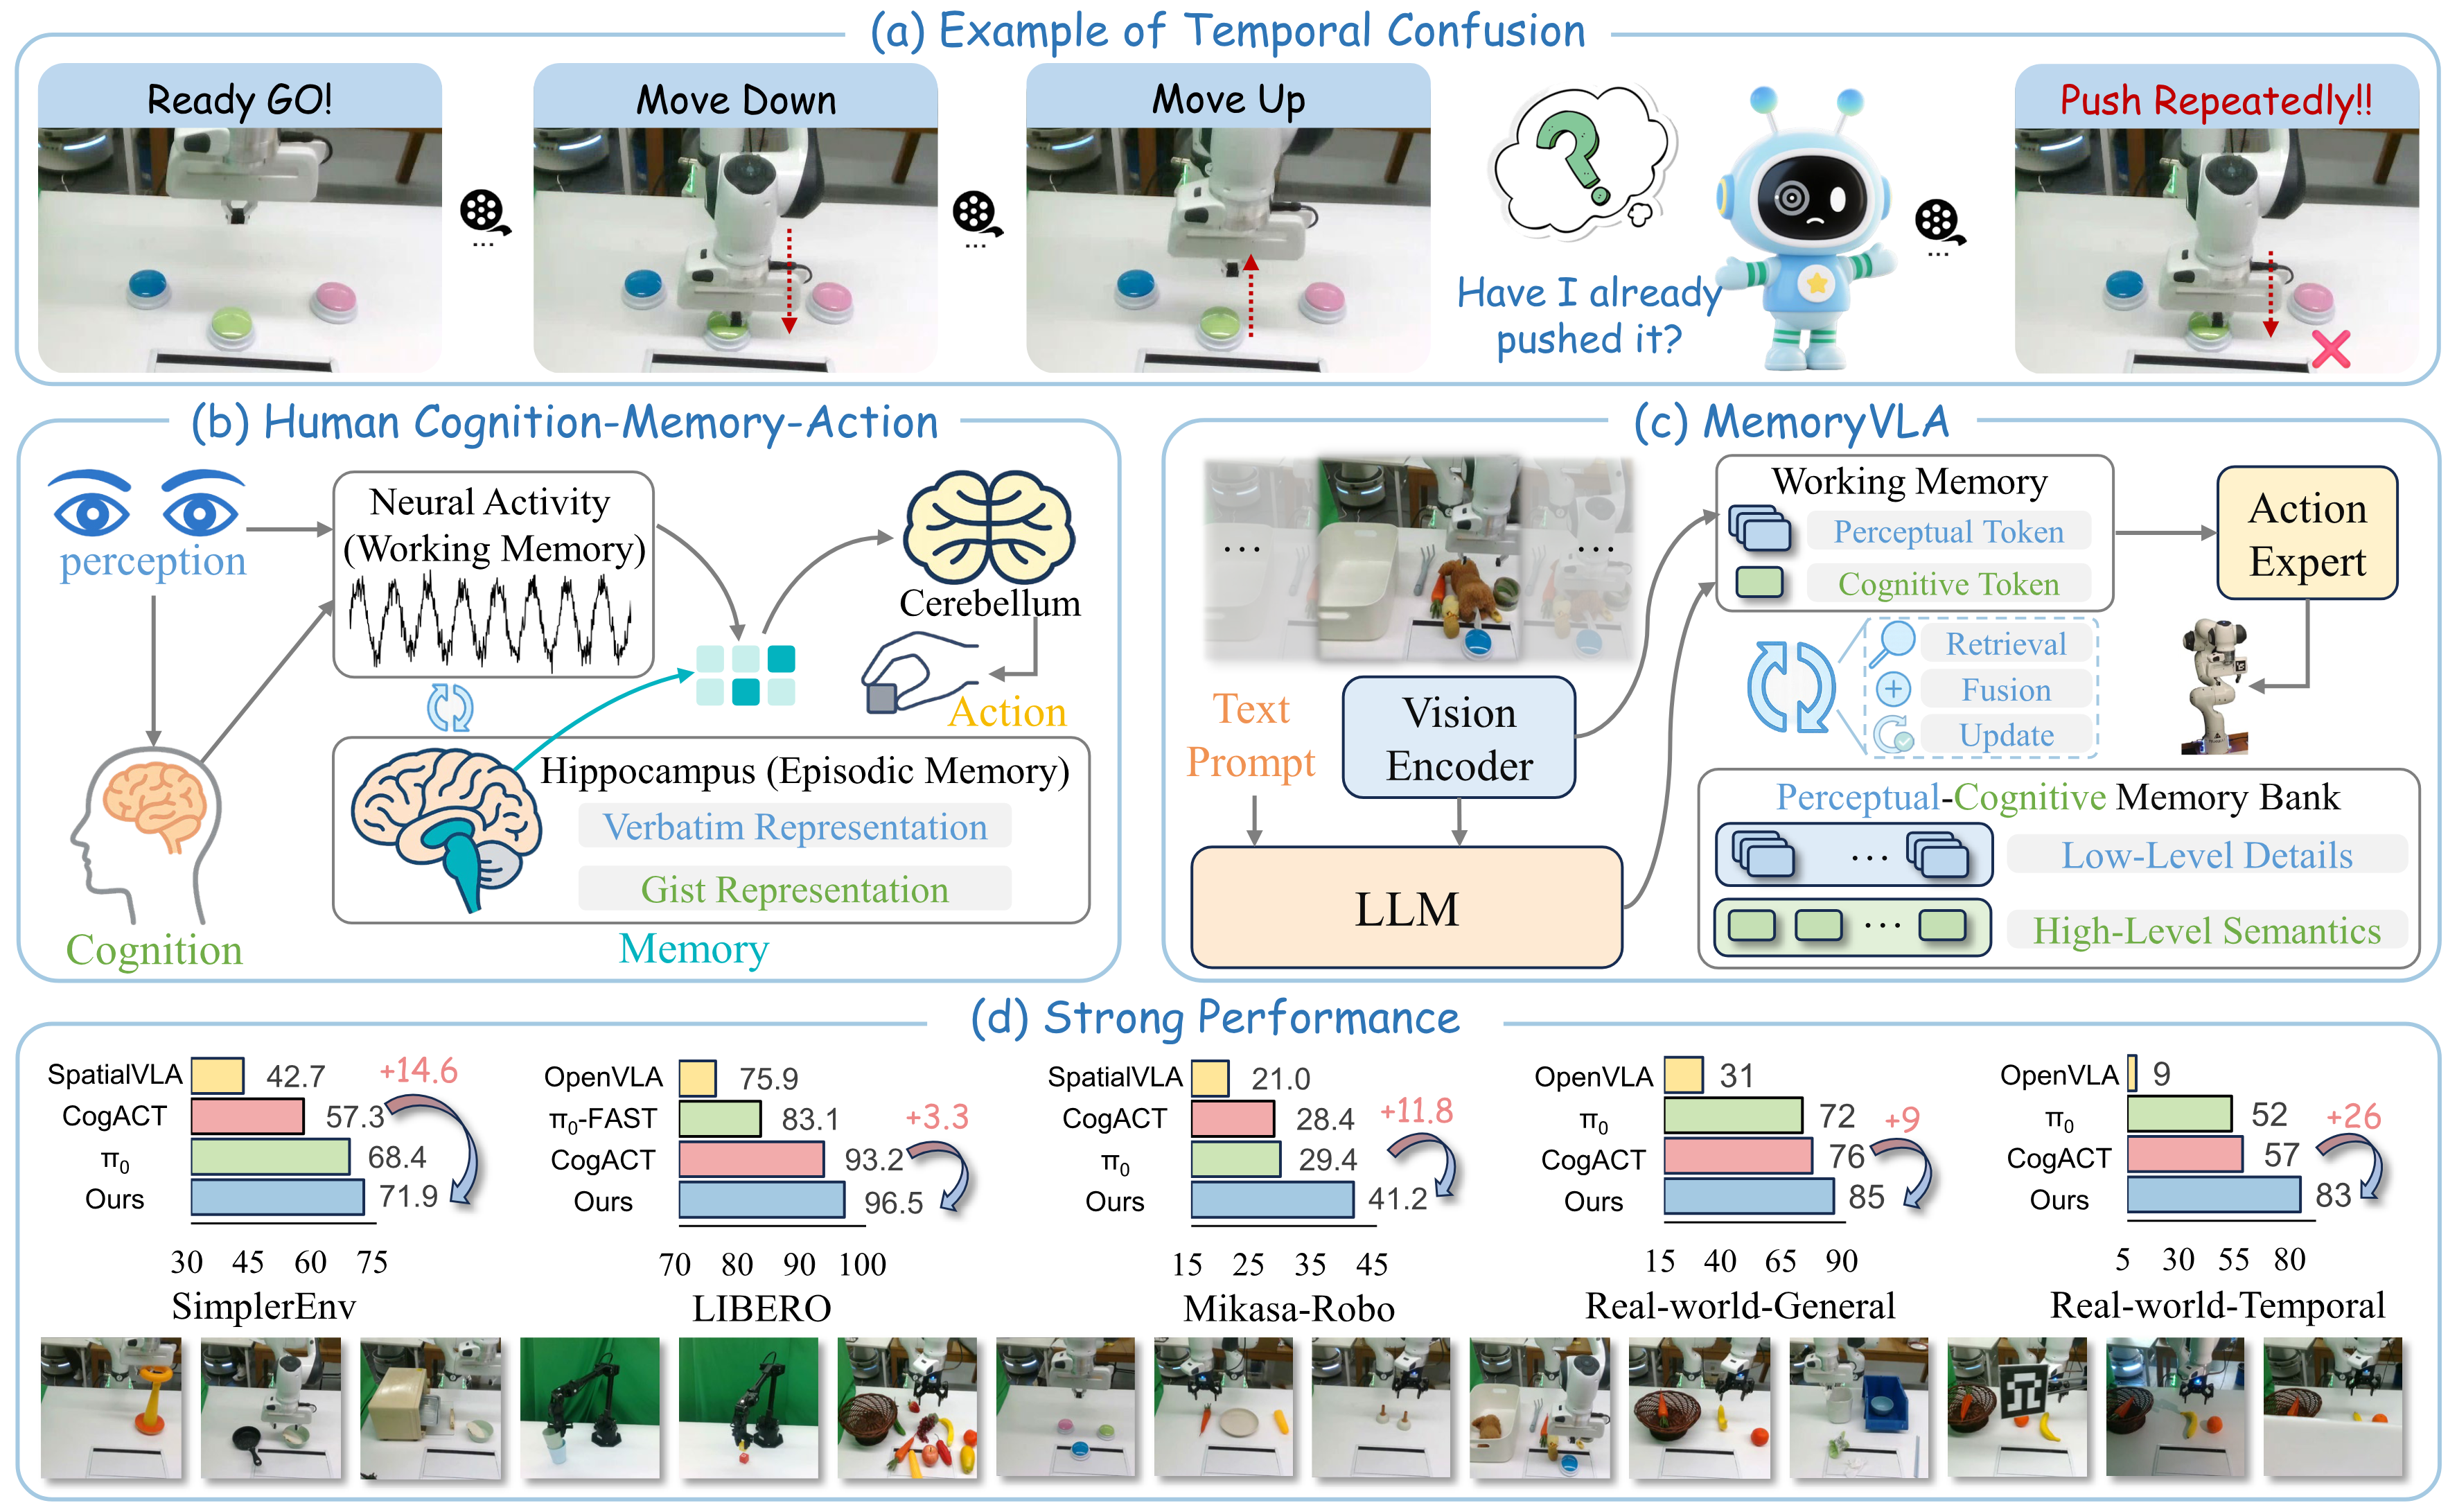 (a) Example of Temporal Confusion
Ready GO!
Move Down
Move Up
Have I already
pushed it?
Push Repeatedly!!
...
...
...
(b) Human Cognition-Memory-Action
perception
Neural Activity
(Working Memory)
Cerebellum
Action
Hippocampus (Episodic Memory)
Verbatim Representation
Gist Representation
Cognition
Memory
(c) MemoryVLA
...
...
Text
Prompt
Vision
Encoder
LLM
Working Memory
Perceptual Token
Cognitive Token
Action
Expert
Retrieval
Fusion
Update
Perceptual-Cognitive Memory Bank
... Low-Level Details
... High-Level Semantics
(d) Strong Performance
SpatialVLA 42.7 +14.6
CogACT 57.3
π0 68.4
Ours 71.9
30 45 60 75
SimplerEnv
OpenVLA 75.9
π0-FAST 83.1 +3.3
CogACT 93.2
Ours 96.5
70 80 90 100
LIBERO
SpatialVLA 21.0
CogACT 28.4 +11.8
π0 29.4
Ours 41.2
15 25 35 45
Mikasa-Robo
OpenVLA 31
π0 72 +9
CogACT 76
Ours 85
15 40 65 90
Real-world-General
OpenVLA 9
π0 52 +26
CogACT 57
Ours 83
5 30 55 80
Real-world-Temporal